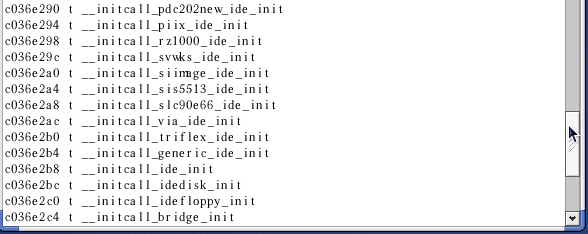 c036e290 t __initcall_pdc202new_ide_init
c036e294 t __initcall_piix_ide_init
c036e298 t __initcall_rz1000_ide_init
c036e29c t __initcall_svwks_ide_init
c036e2a0 t __initcall_siimage_ide_init
c036e2a4 t __initcall_sis5513_ide_init
c036e2a8 t __initcall_slc90e66_ide_init
c036e2ac t __initcall_via_ide_init
c036e2b0 t __initcall_triflex_ide_init
c036e2b4 t __initcall_generic_ide_init
c036e2b8 t __initcall_ide_init
c036e2bc t __initcall_idedisk_init
c036e2c0 t __initcall_idefloppy_init
c036e2c4 t __initcall_bridge_init